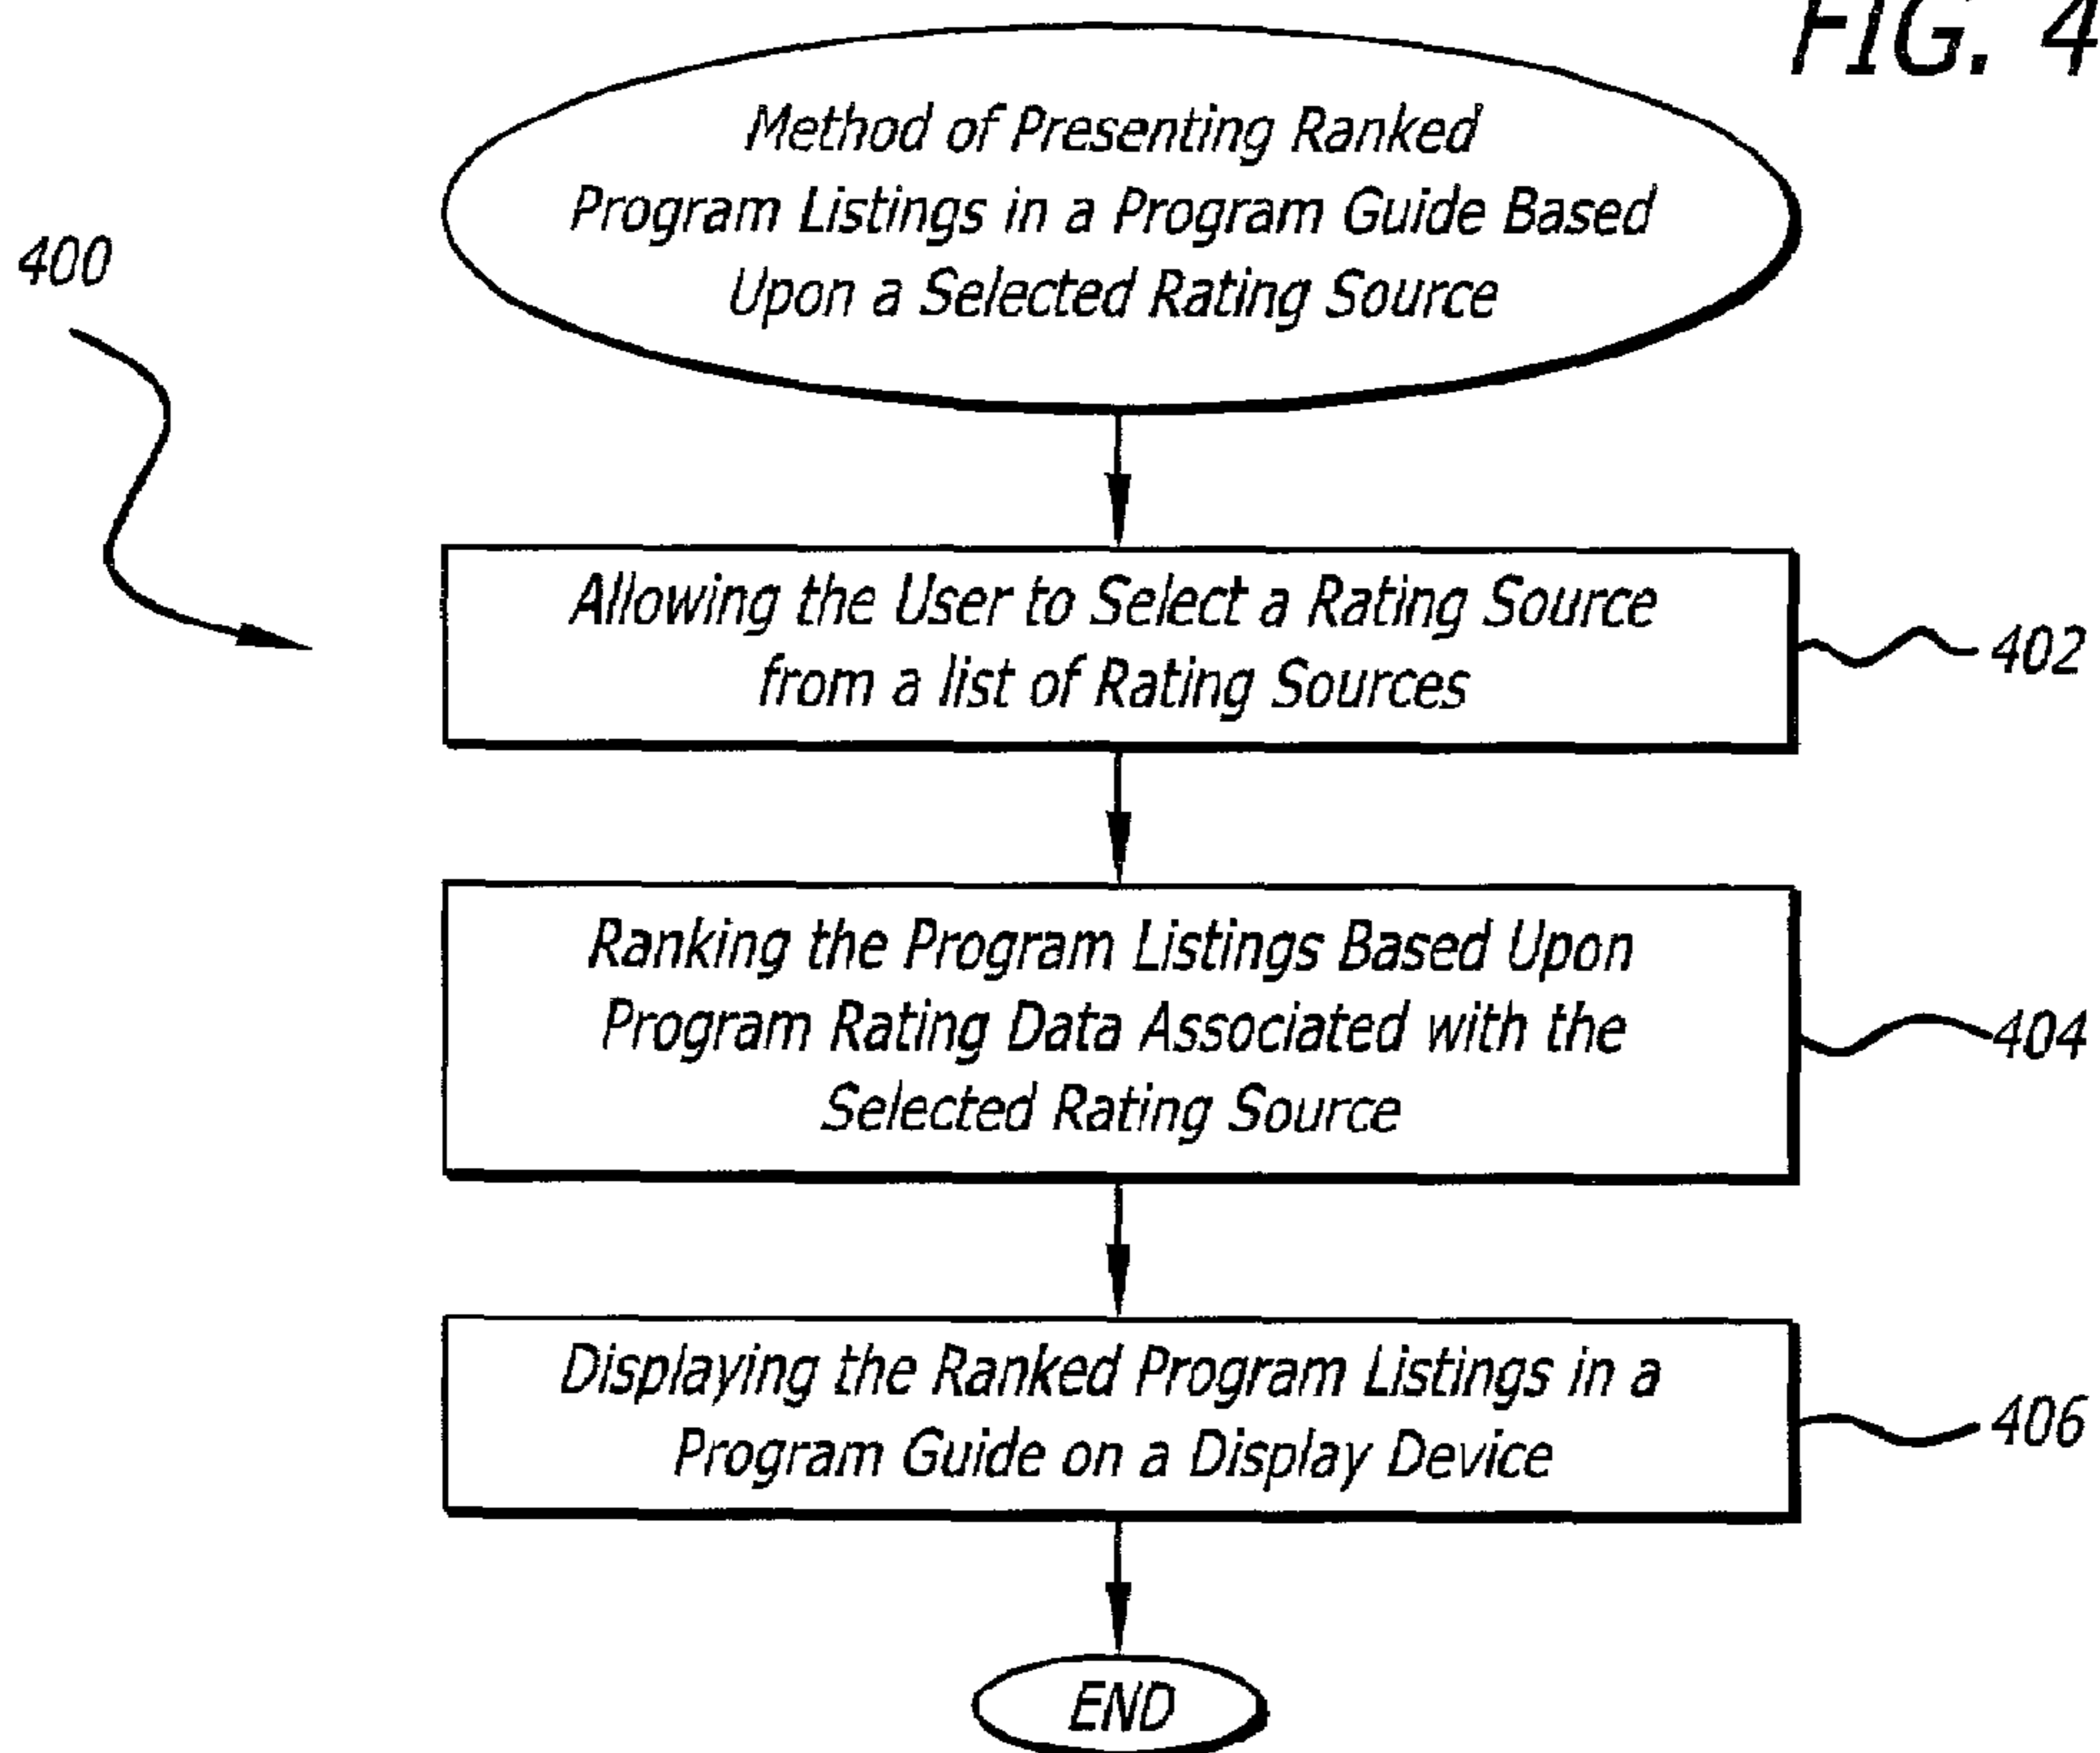 FIG. 4
Method of Presenting Ranked
Program Listings in a Program Guide Based
Upon a Selected Rating Source
400
Allowing the User to Select a Rating Source
from a list of Rating Sources
402
Ranking the Program Listings Based Upon
Program Rating Data Associated with the
Selected Rating Source
404
Displaying the Ranked Program Listings in a
Program Guide on a Display Device
406
END